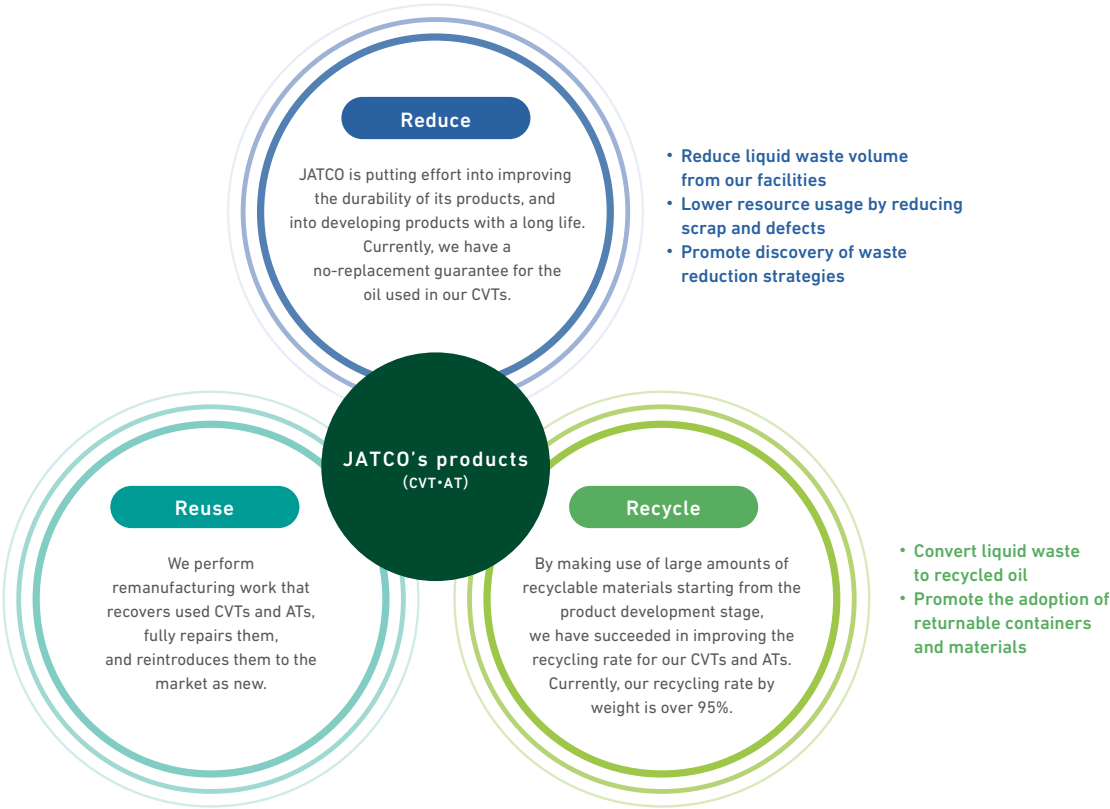 Reduce
JATCO is putting effort into improving
the durability of its products, and
into developing products with a long life.
Currently, we have a
no-replacement guarantee for the
oil used in our CVTs.
• Reduce liquid waste volume
from our facilities
• Lower resource usage by reducing
scrap and defects
• Promote discovery of waste
reduction strategies
JATCO's products
(CVT•AT)
Reuse
We perform
remanufacturing work that
recovers used CVTs and ATs,
fully repairs them,
and reintroduces them to the
market as new.
Recycle
By making use of large amounts of
recyclable materials starting from the
product development stage,
we have succeeded in improving the
recycling rate for our CVTs and ATs.
Currently, our recycling rate by
weight is over 95%.
• Convert liquid waste
to recycled oil
• Promote the adoption of
returnable containers
and materials